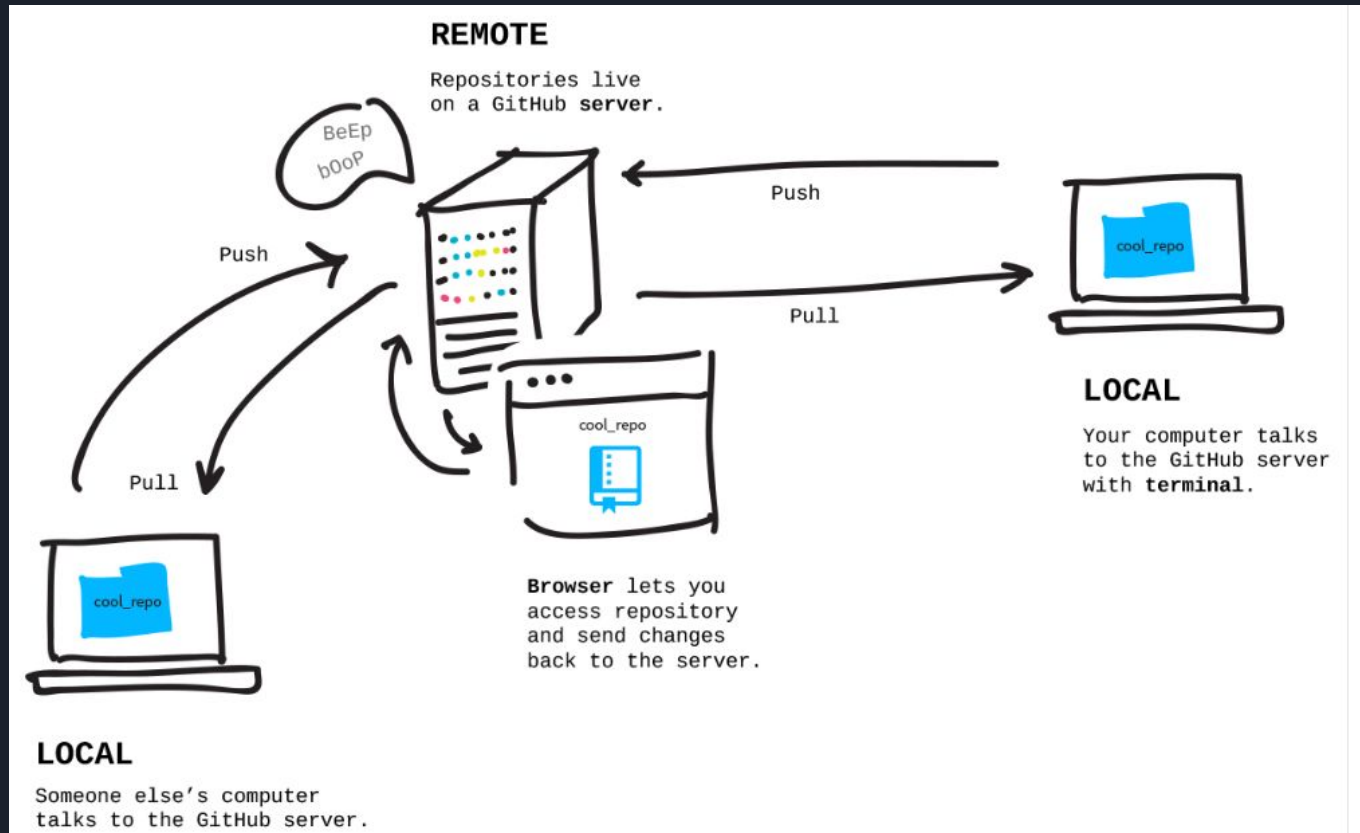 REMOTE
Repositories live
on a GitHub server.
BeEp
bOoP
Push
Push
cool_repo
Pull
Pull
LOCAL
Your computer talks
to the GitHub server
with terminal.
cool_repo
Browser lets you
access repository
and send changes
back to the server.
cool_repo
LOCAL
Someone else’s computer
talks to the GitHub server.